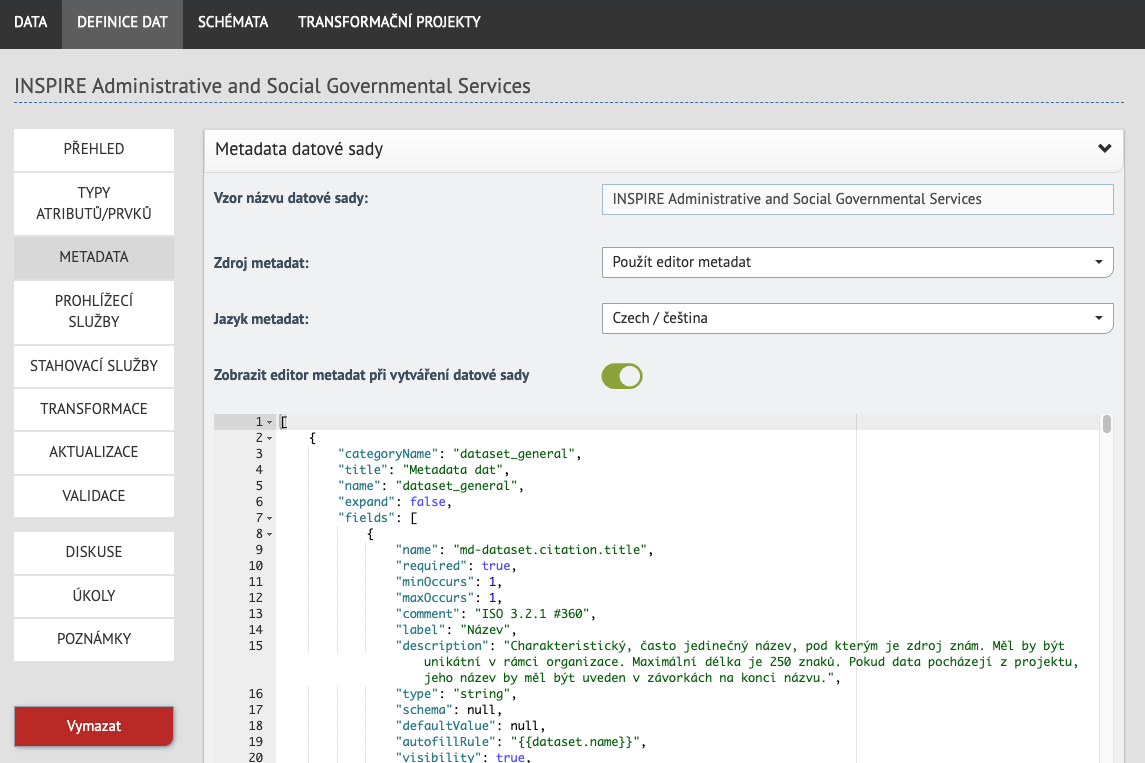 DATA DEFINICE DAT SCHÉMATA TRANSFORMAČNÍ PROJEKTY
INSPIRE Administrative and Social Governmental Services
PŘEHLED
TYPY
ATRIBUTŮ/PRVKŮ
METADATA
PROHLÍŽECÍ
SLUŽBY
STAHOVACÍ SLUŽBY
TRANSFORMACE
AKTUALIZACE
VALIDACE
DISKUSE
ÚKOLY
POZNÁMKY
Vymazat
Metadata datové sady
Vzor názvu datové sady: INSPIRE Administrative and Social Governmental Services
Zdroj metadat: Použít editor metadat
Jazyk metadat: Czech / čeština
Zobrazit editor metadat při vytváření datové sady
1 [
2 {
3 "categoryName": "dataset_general",
4 "title": "Metadata dat",
5 "name": "dataset_general",
6 "expand": false,
7 "fields": [
8 {
9 "name": "md-dataset.citation.title",
10 "required": true,
11 "minOccurs": 1,
12 "maxOccurs": 1,
13 "comment": "ISO 3.2.1 #360",
14 "label": "Název",
15 "description": "Charakteristický, často jedinečný název, pod kterým je zdroj znám. Měl by být
unikátní v rámci organizace. Maximální délka je 250 znaků. Pokud data pocházejí z projektu,
jeho název by měl být uveden v závorkách na konci názvu.",
16 "type": "string",
17 "schema": null,
18 "defaultValue": null,
19 "autofillRule": "{{dataset.name}}",
20 "visibility": true,